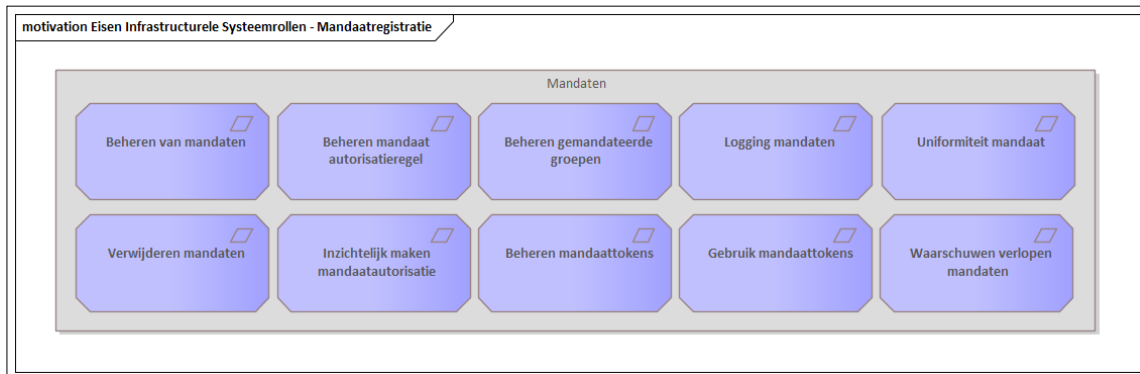 motivation Eisen Infrastructurele Systeemrollen - Mandaatregistratie
Mandaten
Beheren van mandaten
Beheren mandaat
autorisatieregel
Beheren gemandateerde
groepen
Logging mandaten
Uniformiteit mandaat
Verwijderen mandaten
Inzichtelijk maken
mandaatautorisatie
Beheren mandaattokens
Gebruik mandaattokens
Waarschuwen verlopen
mandaten